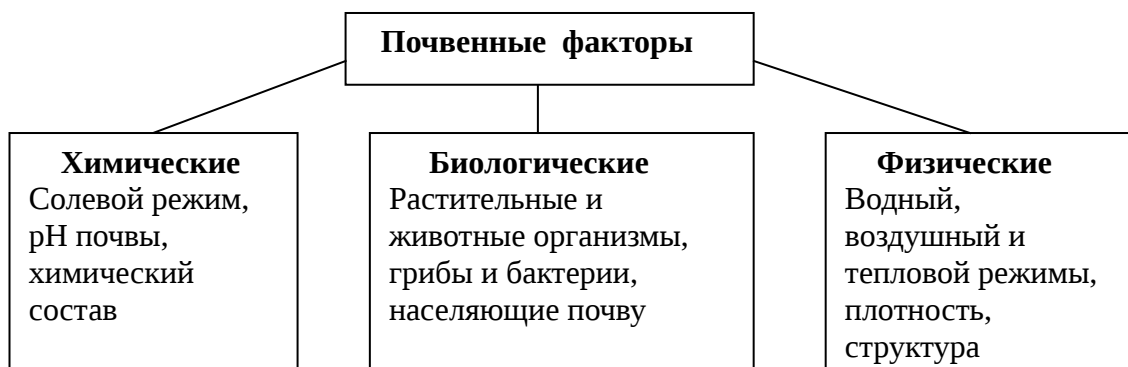 Почвенные факторы
Химические
Солевой режим,
pH почвы,
химический
состав
Биологические
Растительные и
животные организмы,
грибы и бактерии,
населяющие почву
Физические
Водный,
воздушный и
тепловой режимы,
плотность,
структура